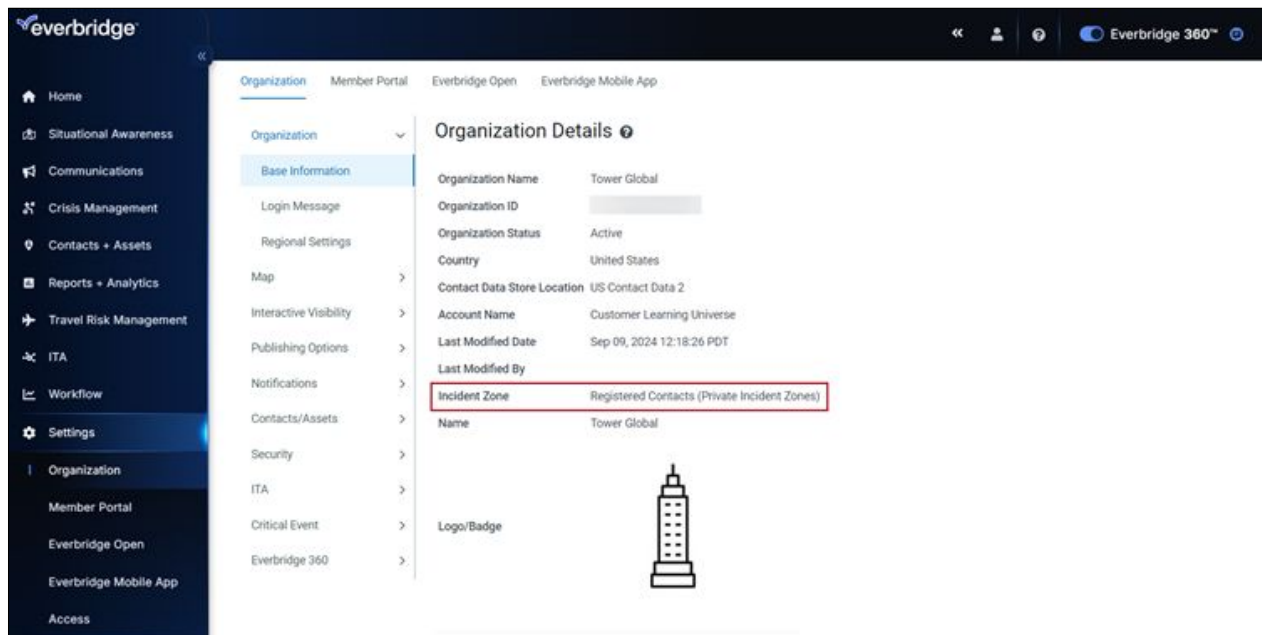 everbridge
Everbridge 360™
Home
Situational Awareness
Communications
Crisis Management
Contacts + Assets
Reports + Analytics
Travel Risk Management
ITA
Workflow
Settings
Organization
Member Portal
Everbridge Open
Everbridge Mobile App
Access
Organization Member Portal Everbridge Open Everbridge Mobile App
Organization
Base Information
Login Message
Regional Settings
Map
Interactive Visibility
Publishing Options
Notifications
Contacts/Assets
Security
ITA
Critical Event
Everbridge 360
Organization Details
Organization Name Tower Global
Organization ID
Organization Status Active
Country United States
Contact Data Store Location US Contact Data 2
Account Name Customer Learning Universe
Last Modified Date Sep 09, 2024 12:18:26 PDT
Last Modified By
Incident Zone Registered Contacts (Private Incident Zones)
Name Tower Global
Logo/Badge